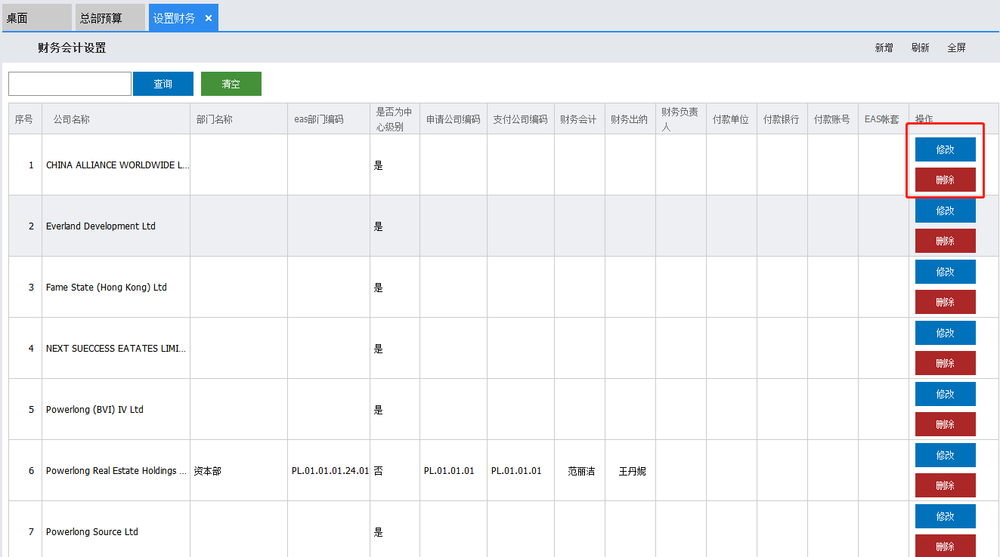 桌面 总部预算 设置财务 ×
财务会计设置 新增 刷新 全屏
查询 清空
序号 公司名称 部门名称 eas部门编码 是否为中心级别 申请公司编码 支付公司编码 财务会计 财务出纳 财务负责人 付款单位 付款银行 付款账号 EAS帐套 操作
1 CHINA ALLIANCE WORLDWIDE L... 是 修改
删除
2 Everland Development Ltd 是 修改
删除
3 Fame State (Hong Kong) Ltd 是 修改
删除
4 NEXT SUECCESS EATATES LIMI... 是 修改
删除
5 Powerlong (BVI) IV Ltd 是 修改
删除
6 Powerlong Real Estate Holdings ... 资本部 PL.01.01.01.24.01 否 PL.01.01.01 PL.01.01.01 范丽洁 王丹妮 修改
删除
7 Powerlong Source Ltd 是 修改
删除